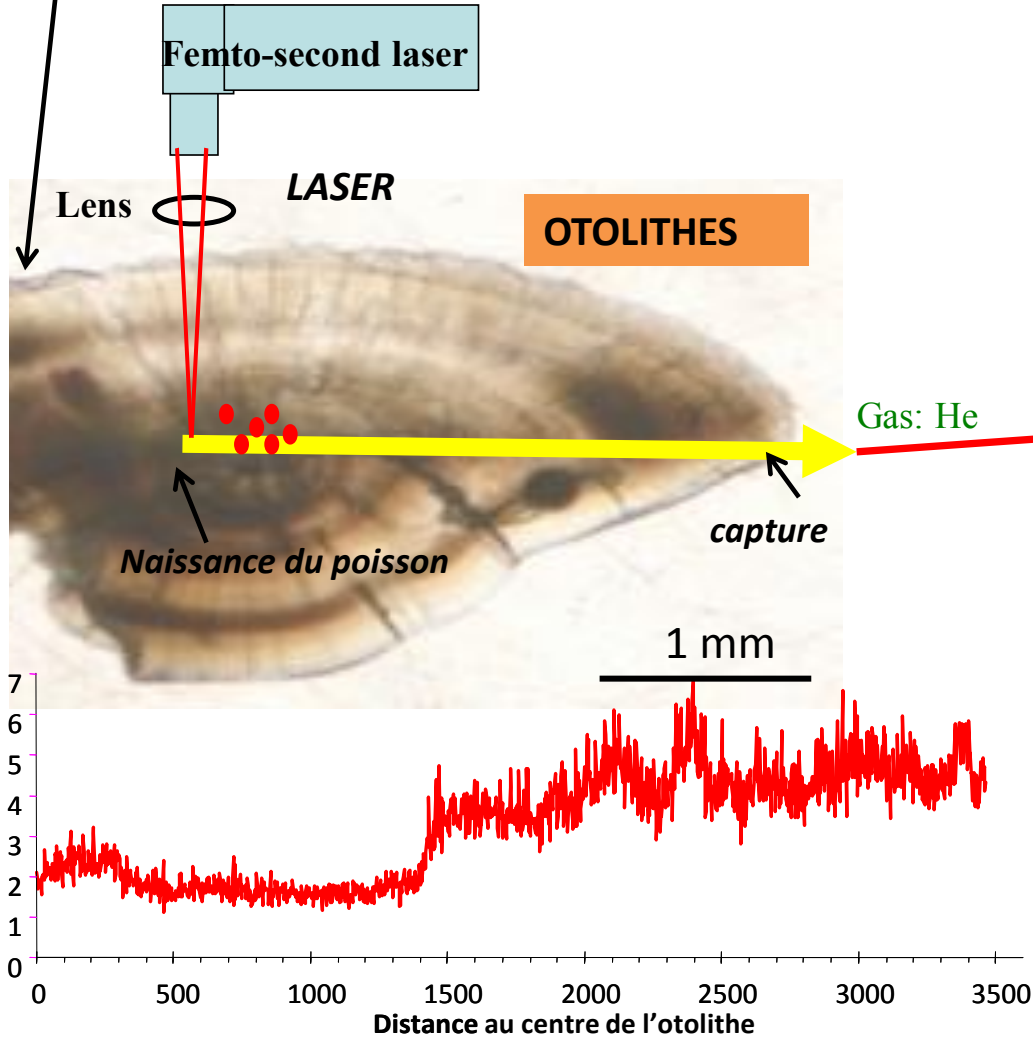 Femto-second laser
LASER
Lens
OTOLITHES
Gas: He
capture
Naissance du poisson
1 mm
7
6
5
4
3
2
1
0
0 500 1000 1500 2000 2500 3000 3500
Distance au centre de l’otolithe